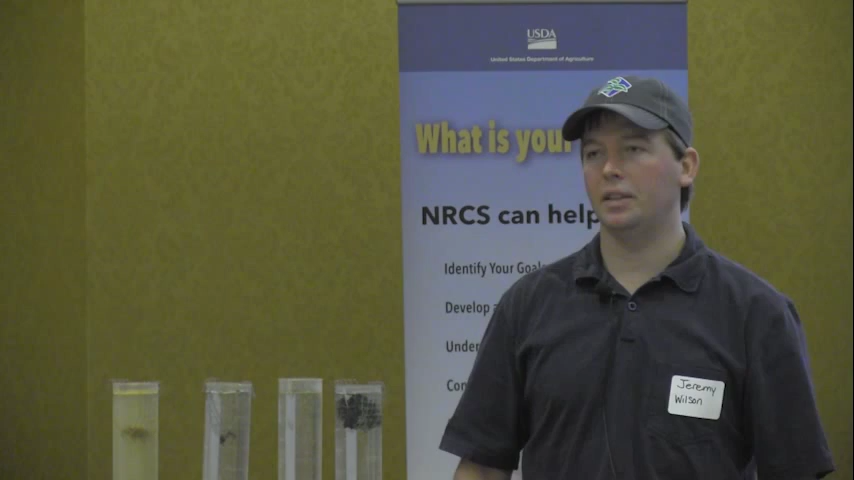 USDA
United States Department of Agriculture
What is your
NRCS can help
Identify Your Goals
Develop a
Under
Con
Jeremy
Wilson